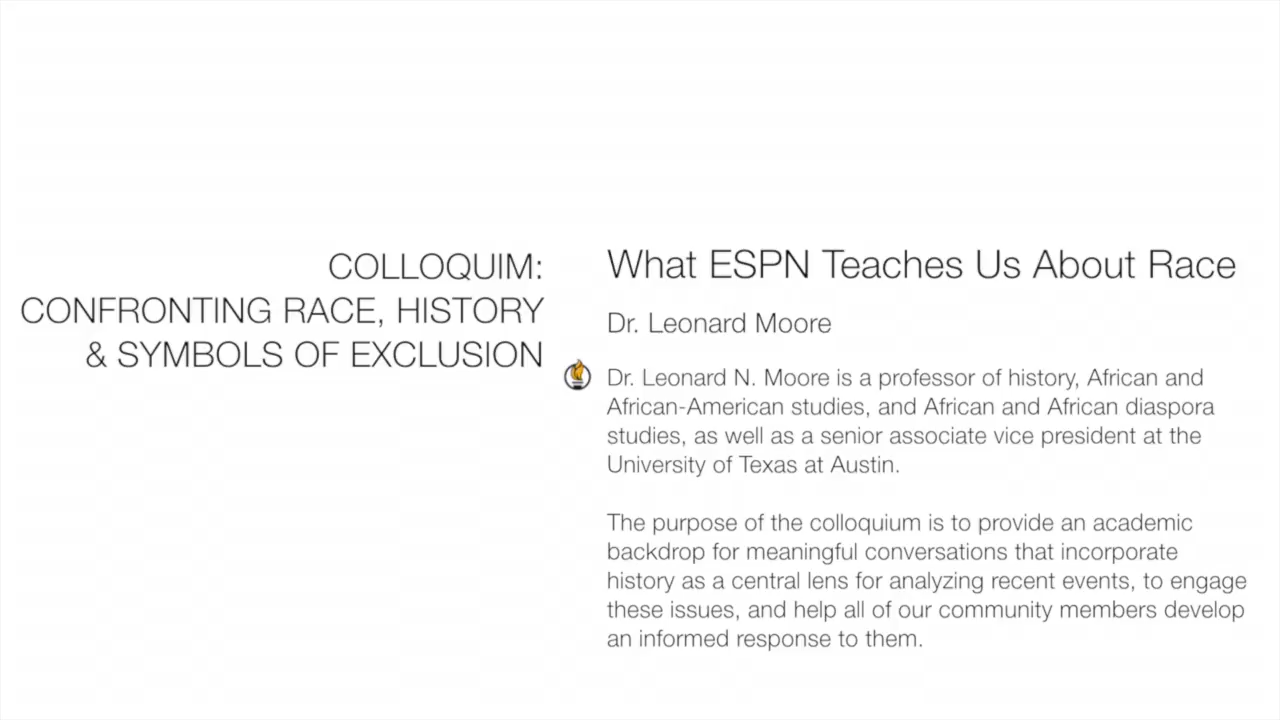 COLLOQUIM:
CONFRONTING RACE, HISTORY
& SYMBOLS OF EXCLUSION
What ESPN Teaches Us About Race
Dr. Leonard Moore
Dr. Leonard N. Moore is a professor of history, African and
African-American studies, and African and African diaspora
studies, as well as a senior associate vice president at the
University of Texas at Austin.
The purpose of the colloquium is to provide an academic
backdrop for meaningful conversations that incorporate
history as a central lens for analyzing recent events, to engage
these issues, and help all of our community members develop
an informed response to them.